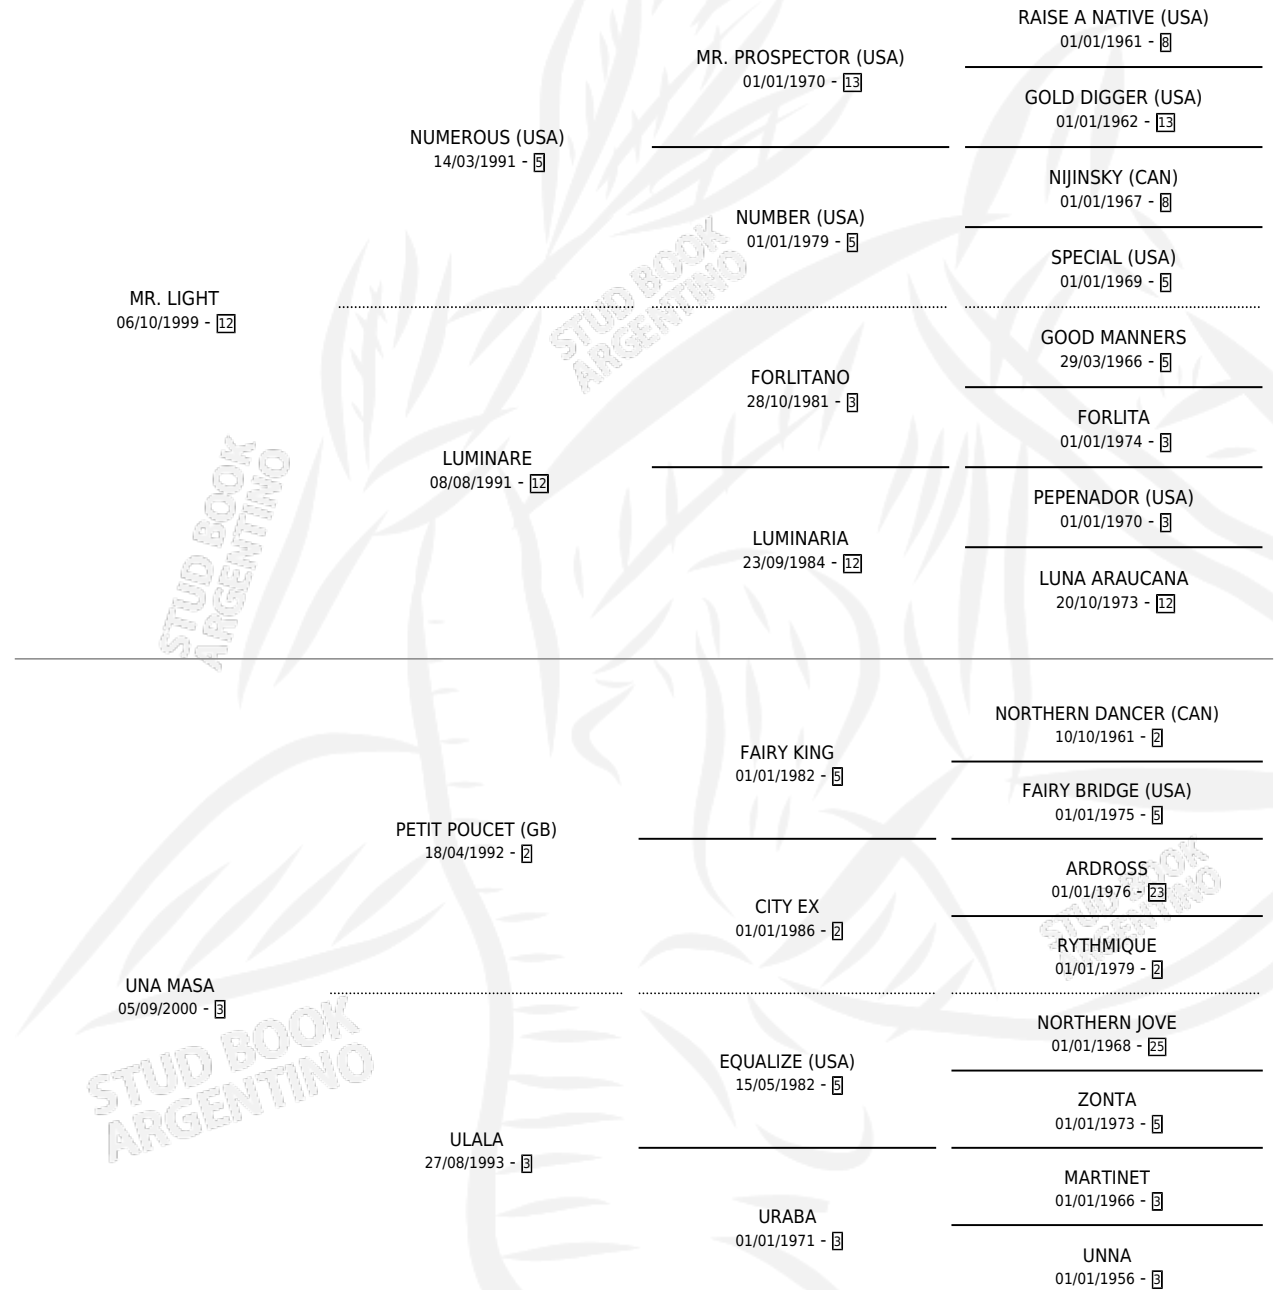 RAISE A NATIVE (USA)
01/01/1961 - 8
MR. PROSPECTOR (USA)
01/01/1970 - 13
GOLD DIGGER (USA)
01/01/1962 - 13
NUMEROUS (USA)
14/03/1991 - 5
NIJINSKY (CAN)
01/01/1967 - 8
NUMBER (USA)
01/01/1979 - 5
SPECIAL (USA)
01/01/1969 - 5
MR. LIGHT
06/10/1999 - 12
STUD BOOK
ARGENTINO
GOOD MANNERS
29/03/1966 - 5
FORLITANO
28/10/1981 - 3
FORLITA
01/01/1974 - 3
LUMINARE
08/08/1991 - 12
PEPENADOR (USA)
01/01/1970 - 3
LUMINARIA
23/09/1984 - 12
LUNA ARAUCANA
20/10/1973 - 12
STUD BOOK
ARGENTINO
NORTHERN DANCER (CAN)
10/10/1961 - 2
FAIRY KING
01/01/1982 - 5
FAIRY BRIDGE (USA)
01/01/1975 - 5
PETIT POUCET (GB)
18/04/1992 - 2
ARDROSS
01/01/1976 - 23
CITY EX
01/01/1986 - 2
RYTHMIQUE
01/01/1979 - 2
STUD BOOK
ARGENTINO
UNA MASA
05/09/2000 - 3
NORTHERN JOVE
01/01/1968 - 25
EQUALIZE (USA)
15/05/1982 - 5
ZONTA
01/01/1973 - 5
STUD BOOK
ARGENTINO
ULALA
27/08/1993 - 3
MARTINET
01/01/1966 - 3
URABA
01/01/1971 - 3
UNNA
01/01/1956 - 3